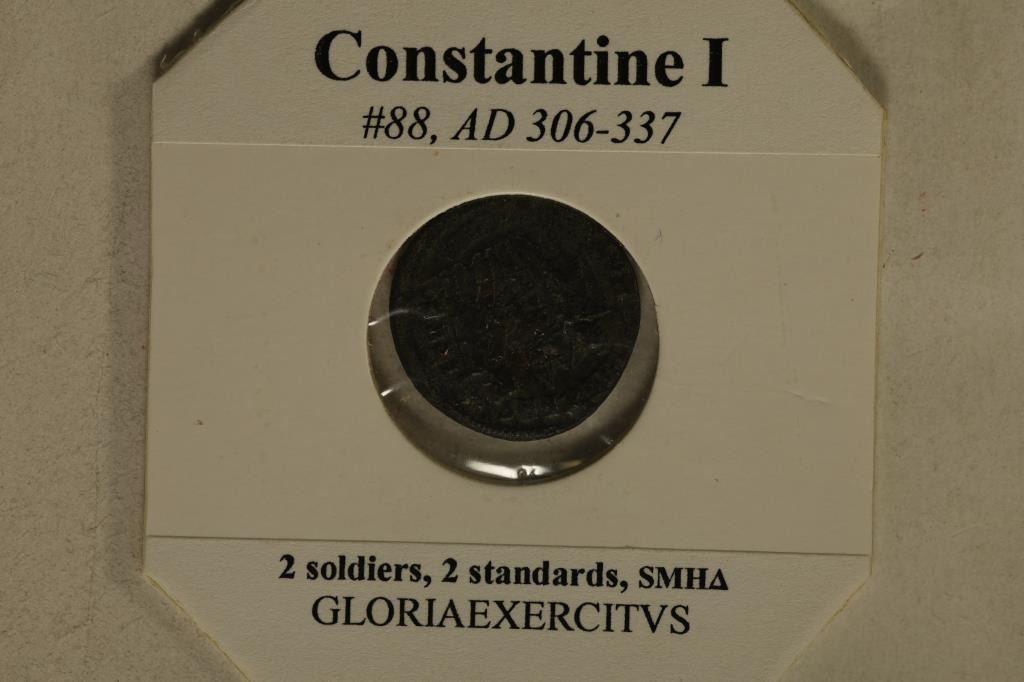 Constantine I
#88, AD 306-337
2 soldiers, 2 standards, SMHΔ
GLORIAEXERCITVS